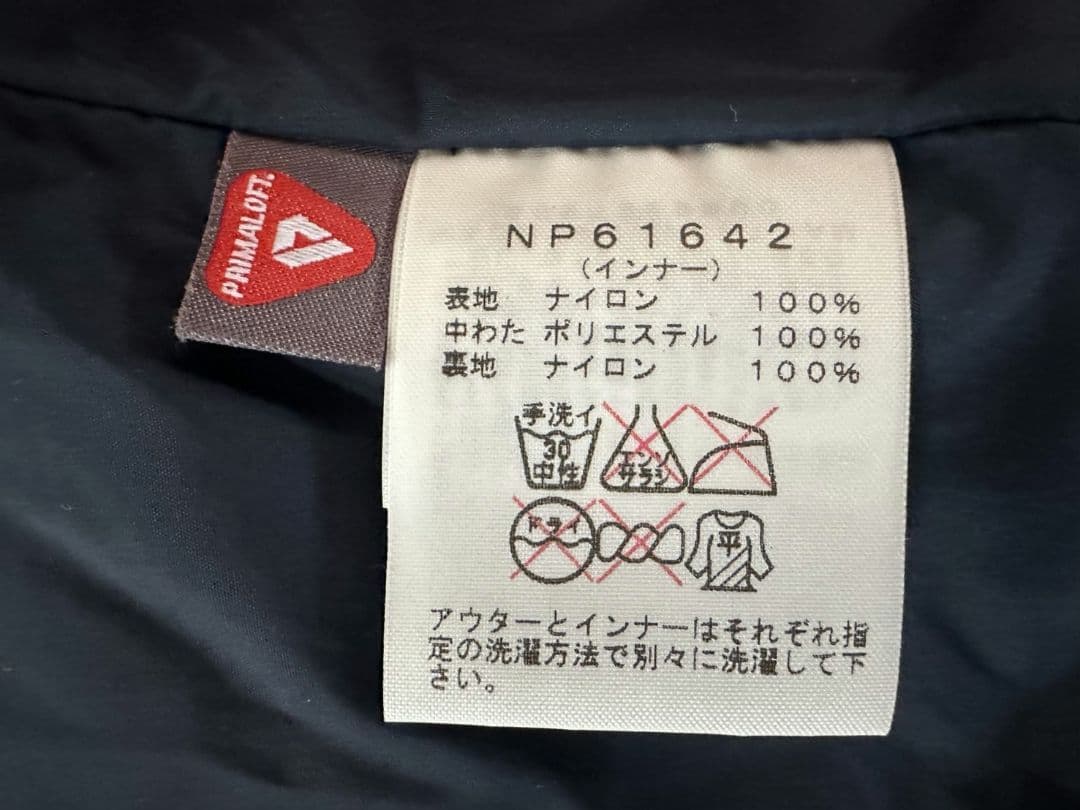 PRIMALOFT®
NP61642
（インナー）
表地 ナイロン 100%
中わた ポリエステル 100%
裏地 ナイロン 100%
手洗イ
30
中性
エンソ
サラシ
ドライ
平
アウターとインナーはそれぞれ指
定の洗濯方法で別々に洗濯して下
さい。